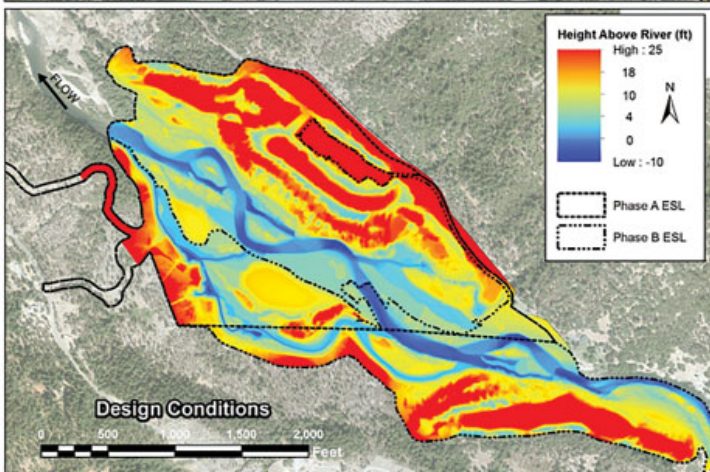 FLOW
Height Above River (ft)
High : 25
18
10
4
0
Low : -10
N
Phase A ESL
Phase B ESL
Design Conditions
0 500 1,000 1,500 2,000
Feet